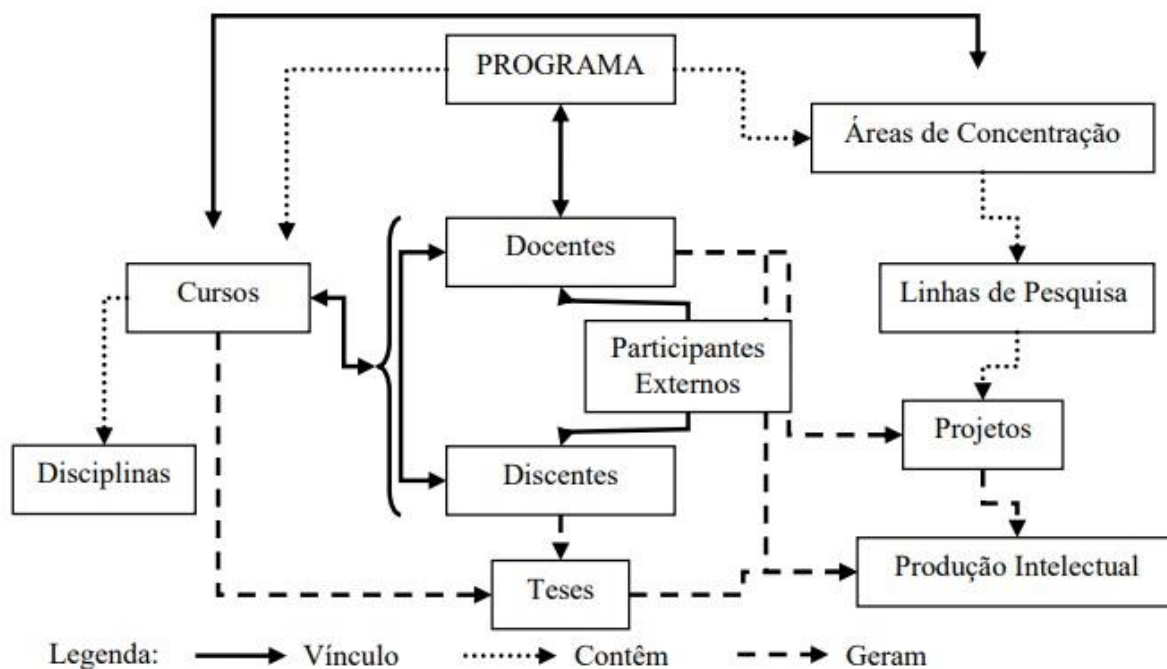 PROGRAMA
Áreas de Concentração
Docentes
Cursos
Linhas de Pesquisa
Participantes
Externos
Projetos
Disciplinas
Discentes
Produção Intelectual
Teses
Legenda: Vínculo Contêm Geram